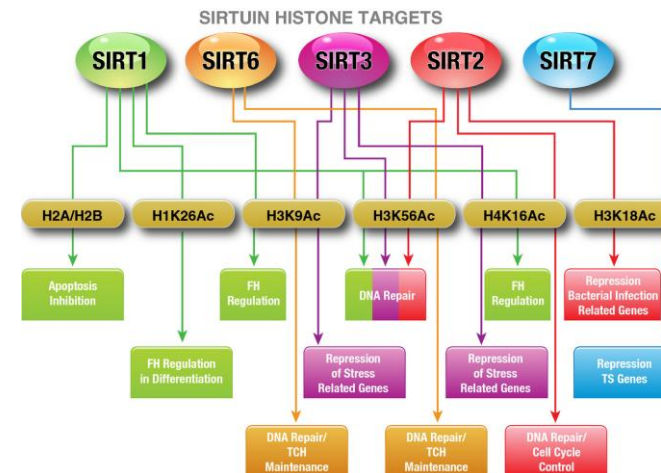 SIRTUIN HISTONE TARGETS
SIRT1
SIRT6
SIRT3
SIRT2
SIRT7
H2A/H2B
H1K26Ac
H3K9Ac
H3K56Ac
H4K16Ac
H3K18Ac
Apoptosis
Inhibition
FH
Regulation
DNA Repair
FH
Regulation
Repression
Bacterial Infection
Related Genes
FH Regulation
in Differentiation
Repression
of Stress
Related Genes
Repression
of Stress
Related Genes
Repression
TS Genes
DNA Repair/
TCH
Maintenance
DNA Repair/
TCH
Maintenance
DNA Repair/
Cell Cycle
Control